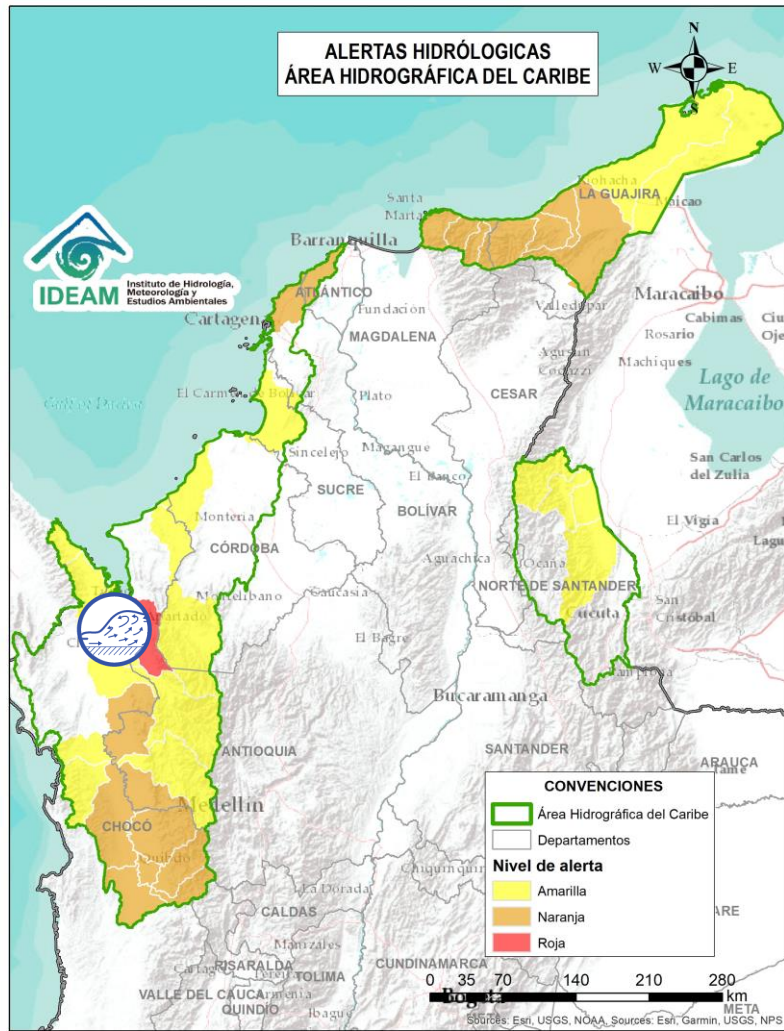 ALERTAS HIDRÓLOGICAS
ÁREA HIDROGRÁFICA DEL CARIBE
N
W E
S
IDEAM
Instituto de Hidrología,
Meteorología y
Estudios Ambientales
LA GUAJIRA
Santa
Marta
Barranquilla
ATLÁNTICO
Cartagen
Fundación
MAGDALENA
Valledupar
Maracaibo
Cabimas
Rosario
Machiques
Agustín
Codazzi
CESAR
Lago de
Maracaibo
El Carmen de Bolívar
Plato
Sincelejo
Magangue
El Banco
SUCRE
BOLÍVAR
San Carlos
del Zulia
Montería
CÓRDOBA
El Vigía
Aguachica
Ocaña
NORTE DE SANTANDER
Montelíbano
Caucasia
San
Cristóbal
ucuta
El Bagre
Bucaramanga
ANTIOQUIA
SANTANDER
ARAUCA
Medellín
CHOCÓ
Quibdó
La Dorada
CALDAS
Manizales
RISARALDA
TOLIMA
CUNDINAMARCA
VALLE DEL CAUCA
Armenia
QUINDÍO
Ibagué
Bogotá
META
CONVENCIONES
Área Hidrográfica del Caribe
Departamentos
Nivel de alerta
Amarilla
Naranja
Roja
0 35 70 140 210 280
km
Sources: Esri, USGS, NOAA, Sources: Esri, Garmin, USGS, NPS